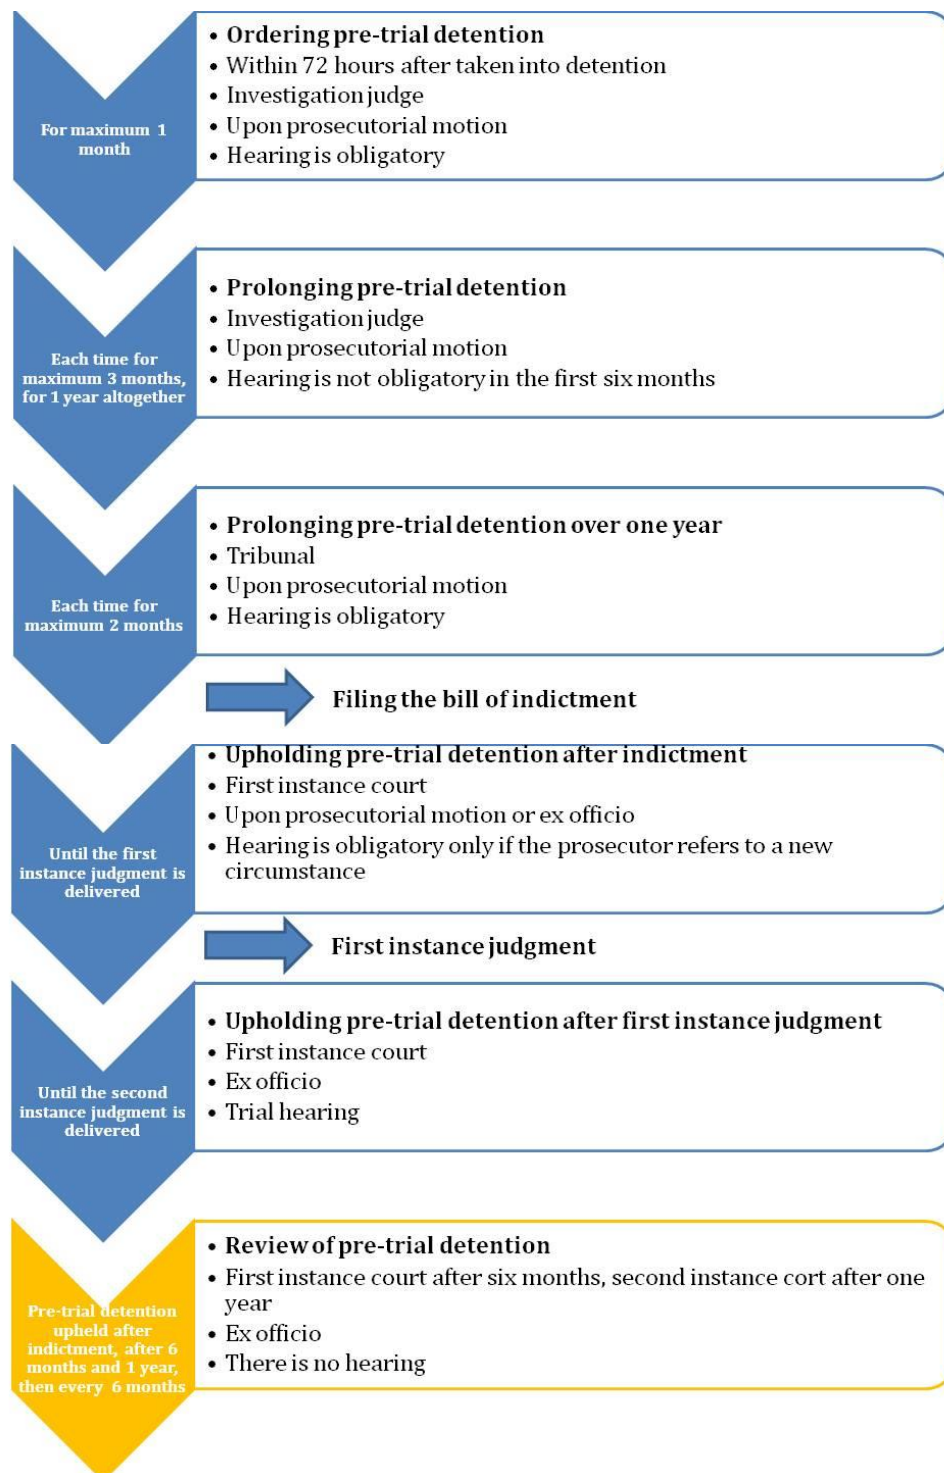 For maximum 1
month
• Ordering pre-trial detention
• Within 72 hours after taken into detention
• Investigation judge
• Upon prosecutorial motion
• Hearing is obligatory
Each time for
maximum 3 months,
for 1 year altogether
• Prolonging pre-trial detention
• Investigation judge
• Upon prosecutorial motion
• Hearing is not obligatory in the first six months
Each time for
maximum 2 months
• Prolonging pre-trial detention over one year
• Tribunal
• Upon prosecutorial motion
• Hearing is obligatory
Filing the bill of indictment
Until the first
instance judgment is
delivered
• Upholding pre-trial detention after indictment
• First instance court
• Upon prosecutorial motion or ex officio
• Hearing is obligatory only if the prosecutor refers to a new
circumstance
First instance judgment
Until the second
instance judgment is
delivered
• Upholding pre-trial detention after first instance judgment
• First instance court
• Ex officio
• Trial hearing
Pre-trial detention
upheld after
indictment, after 6
months and 1 year,
then every 6 months
• Review of pre-trial detention
• First instance court after six months, second instance cort after one
year
• Ex officio
• There is no hearing